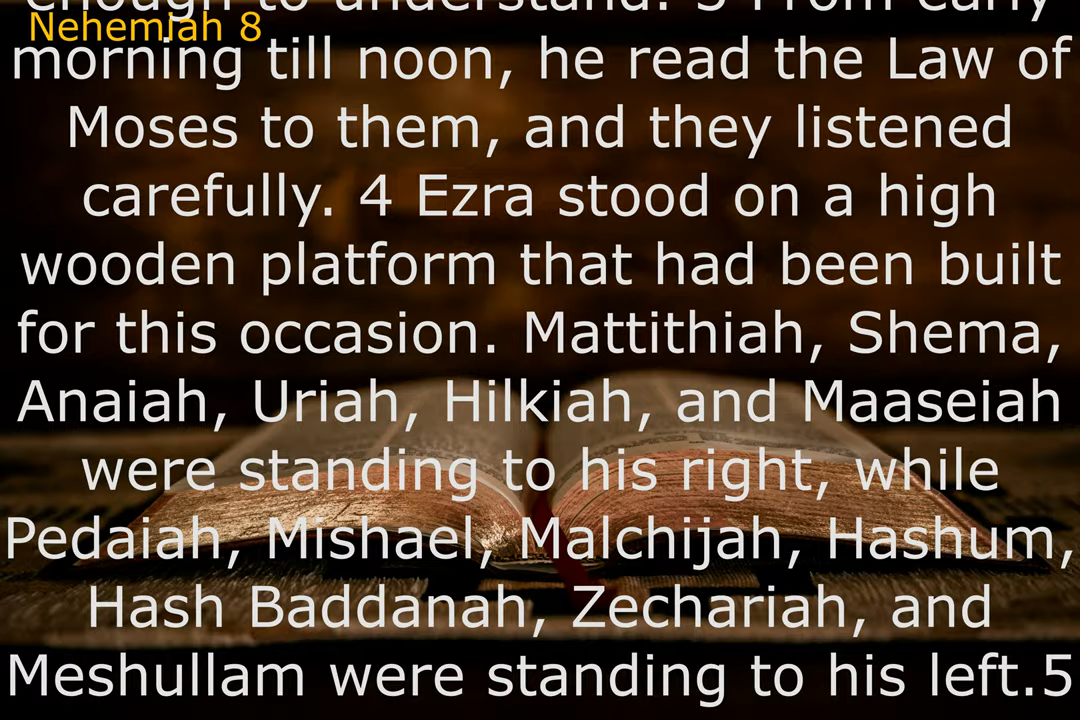 enough to understand. 3 From early
Nehemiah 8
morning till noon, he read the Law of
Moses to them, and they listened
carefully. 4 Ezra stood on a high
wooden platform that had been built
for this occasion. Mattithiah, Shema,
Anaiah, Uriah, Hilkiah, and Maaseiah
were standing to his right, while
Pedaiah, Mishael, Malchijah, Hashum,
Hash Baddanah, Zechariah, and
Meshullam were standing to his left.5